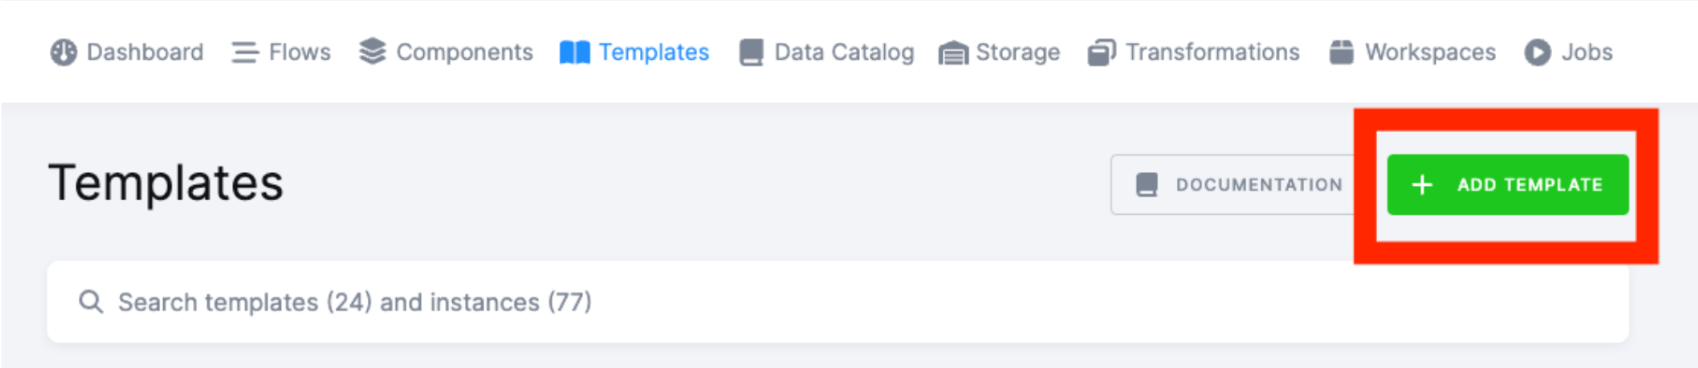 Dashboard Flows Components Templates Data Catalog Storage Transformations Workspaces Jobs
Templates
DOCUMENTATION
+ ADD TEMPLATE
Search templates (24) and instances (77)